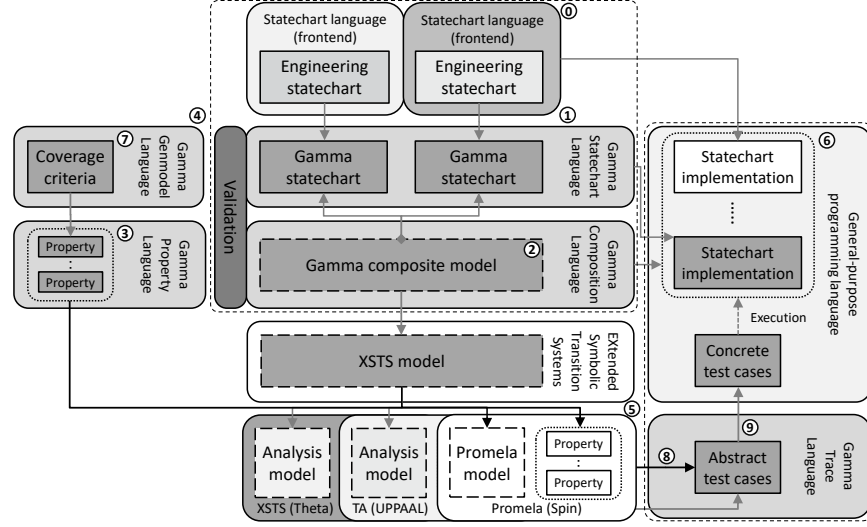 ⓪
Statechart language
(frontend)
Engineering
statechart
Statechart language
(frontend)
Engineering
statechart
④
⑦
Coverage
criteria
Gamma
Genmodel
Language
①
Validation
Gamma
statechart
Gamma
statechart
Gamma
Statechart
Language
③
Property
⋮
Property
Gamma
Property
Language
②
Gamma composite model
Gamma
Composition
Language
XSTS model
EXtended
Symbolic
Transition
Systems
⑤
Analysis
model
XSTS (Theta)
Analysis
model
TA (UPPAAL)
Promela
model
Property
⋮
Property
Promela (Spin)
⑥
Statechart
implementation
Statechart
implementation
Execution
Concrete
test cases
General-purpose
programming language
⑧
⑨
Abstract
test cases
Gamma
Trace
Language